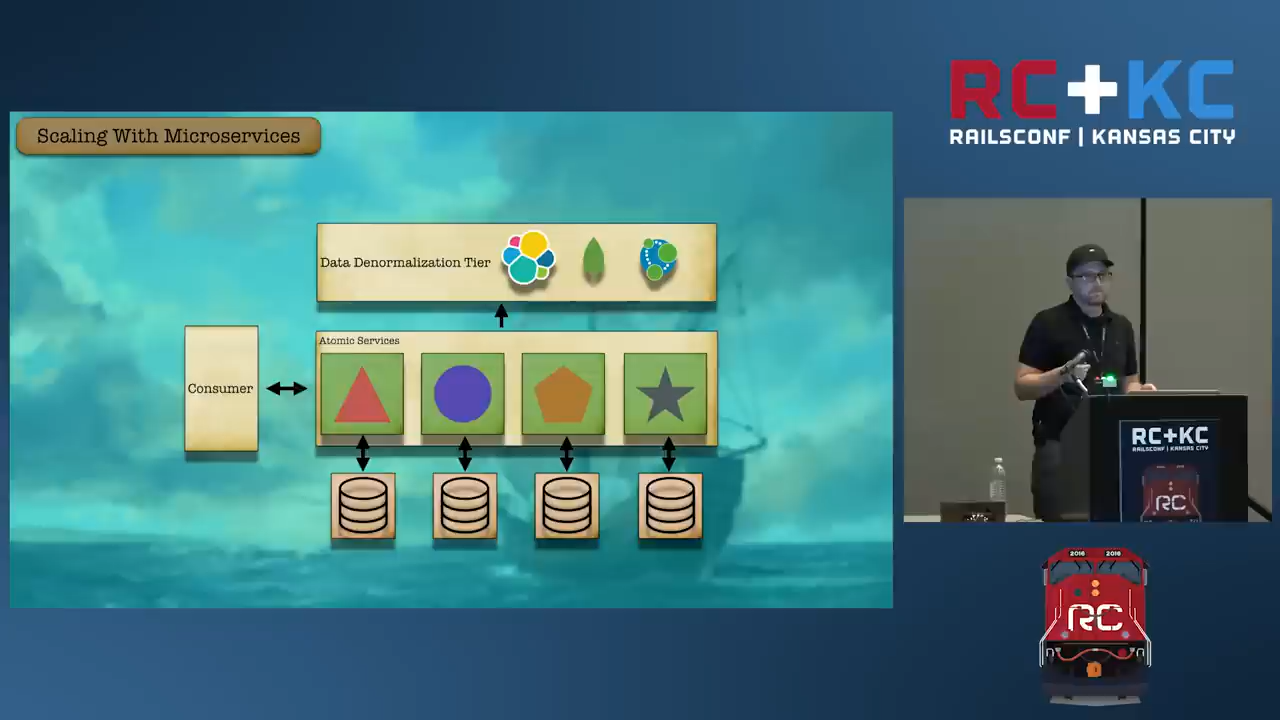 Scaling With Microservices
Data Denormalization Tier
Consumer
Atomic Services
RC+KC
RAILSCONF | KANSAS CITY
RC+KC
RAILSCONF | KANSAS CITY
RC
2016 2016
RC